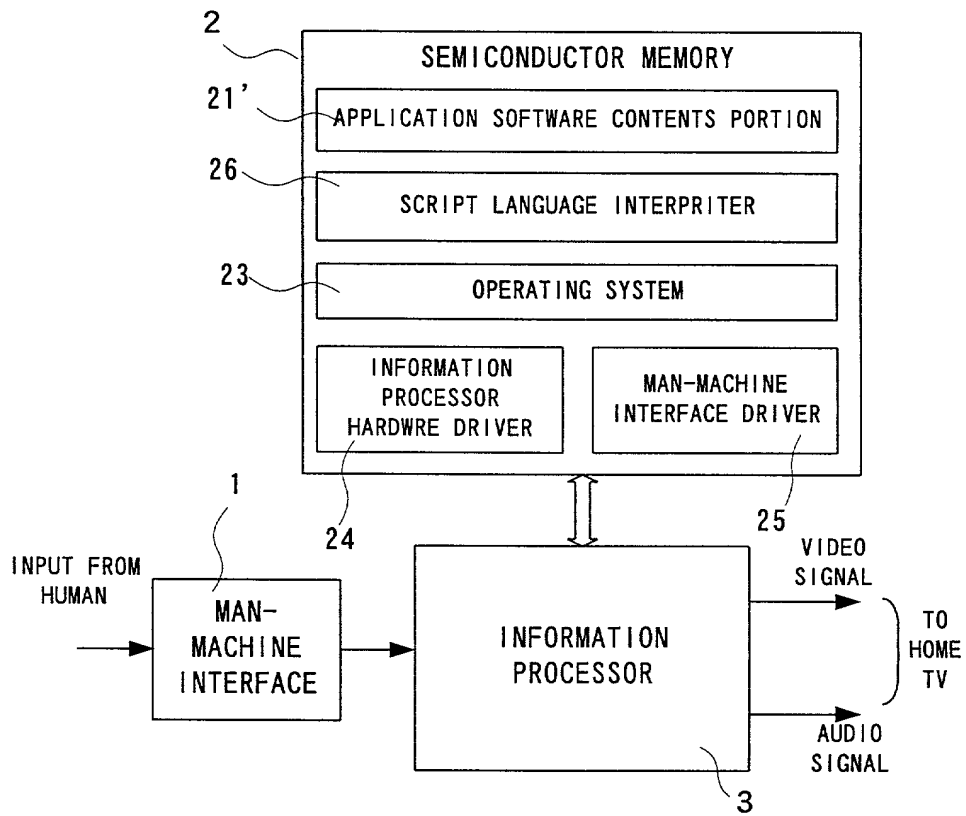 2
SEMICONDUCTOR MEMORY
21'
APPLICATION SOFTWARE CONTENTS PORTION
26
SCRIPT LANGUAGE INTERPRITER
23
OPERATING SYSTEM
INFORMATION
PROCESSOR
HARDWRE DRIVER
MAN-MACHINE
INTERFACE DRIVER
24
25
1
INPUT FROM
HUMAN
MAN-
MACHINE
INTERFACE
INFORMATION
PROCESSOR
3
VIDEO
SIGNAL
TO
HOME
TV
AUDIO
SIGNAL